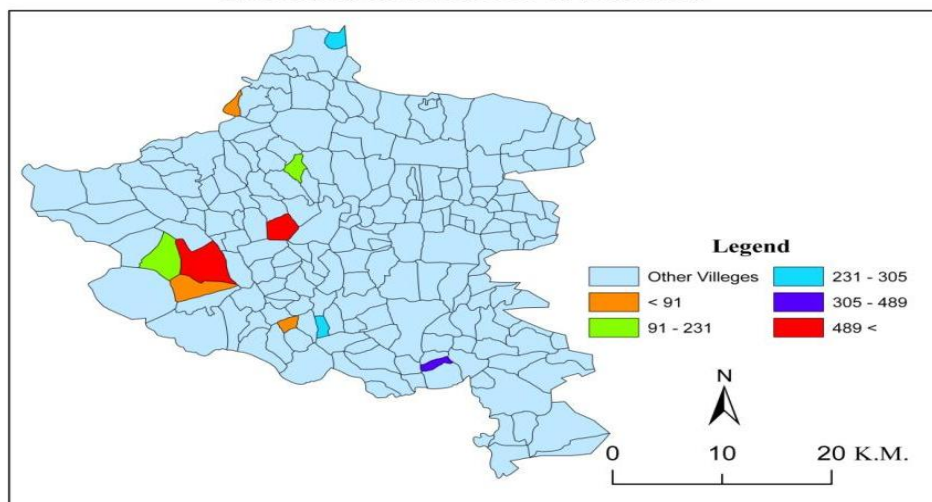 Legend
Other Villeges
231 - 305
< 91
305 - 489
91 - 231
489 <
N
0 10 20 K.M.